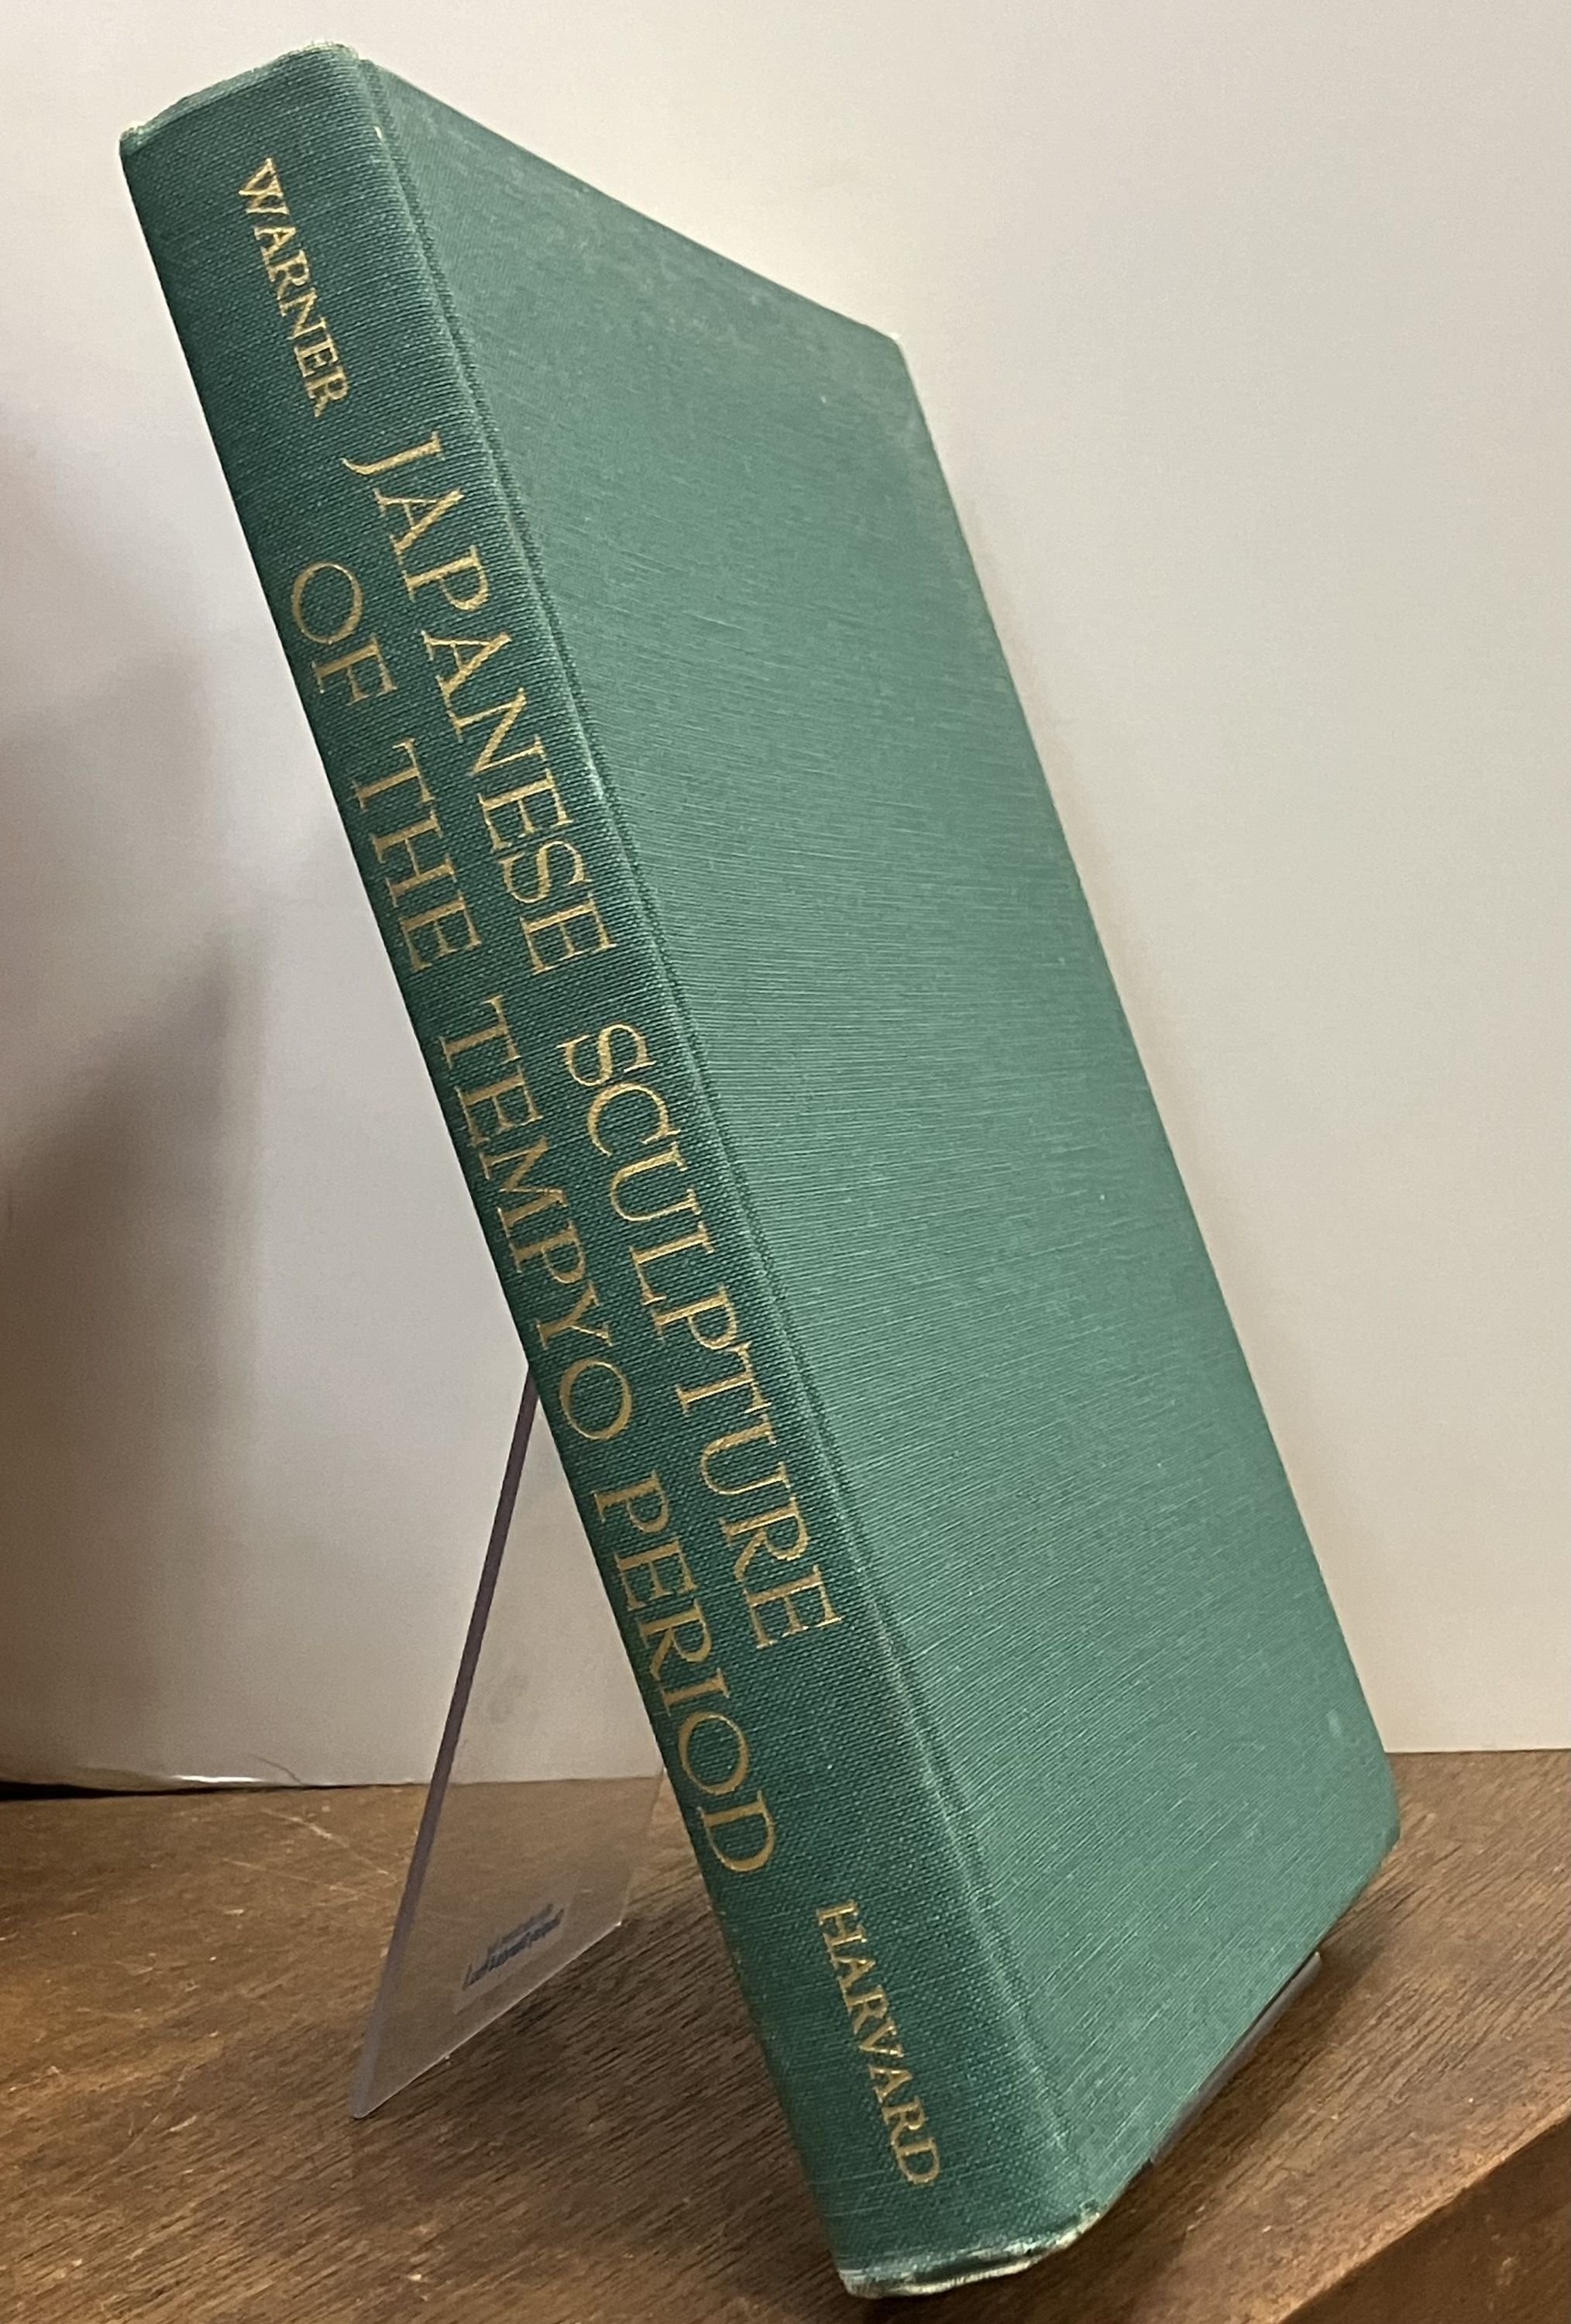 WARNER
JAPANESE SCULPTURE
OF THE TEMPYO PERIOD
HARVARD